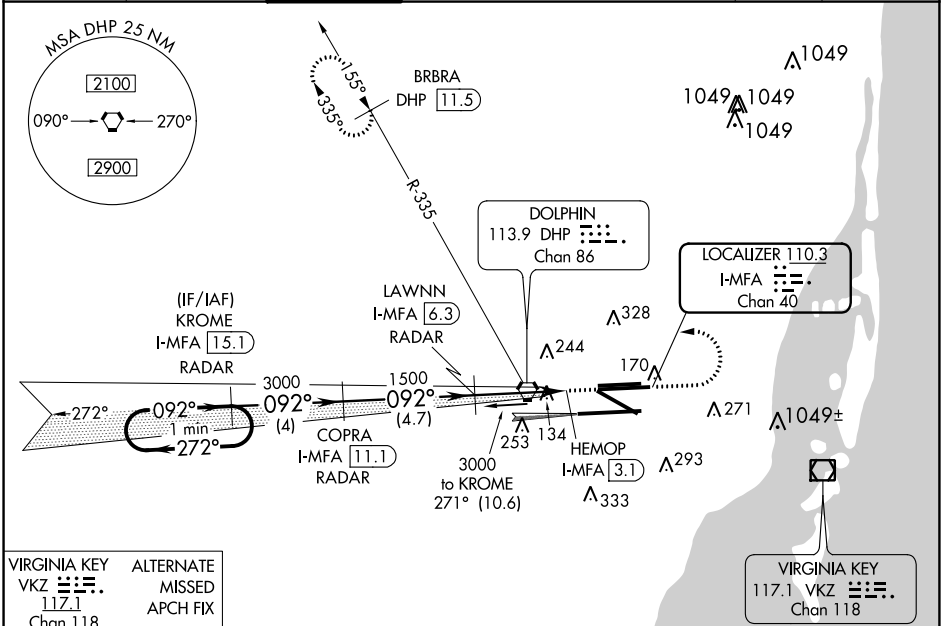 MSA DHP 25 NM
2100
090°
270°
2900
155°
335°
BRBRA
DHP 11.5
R-335
1049
1049 1049
1049
DOLPHIN
113.9 DHP
Chan 86
LOCALIZER 110.3
I-MFA
Chan 40
(IF/IAF)
KROME
I-MFA 15.1
RADAR
LAWNN
I-MFA 6.3
RADAR
328
244
170
3000
1500
272°
092°
092°
092°
1 min
(4)
(4.7)
272°
271
1049±
COPRA
I-MFA 11.1
RADAR
253
134
HEMOP
I-MFA 3.1
3000
to KROME
271° (10.6)
293
333
VIRGINIA KEY
VKZ
117.1
Chan 118
ALTERNATE
MISSED
APCH FIX
VIRGINIA KEY
117.1 VKZ
Chan 118